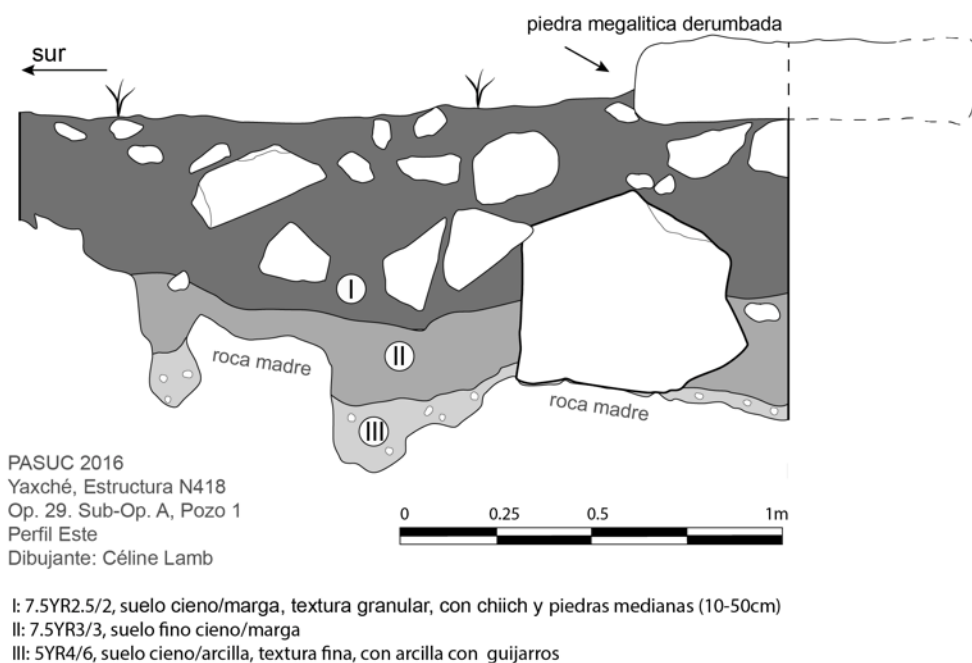 piedra megalitica derumbada
sur
I
II
roca madre
roca madre
III
PASUC 2016
Yaxché, Estructura N418
Op. 29. Sub-Op. A, Pozo 1
Perfil Este
Dibujante: Céline Lamb
0 0.25 0.5 1m
I: 7.5YR2.5/2, suelo cieno/marga, textura granular, con chiich y piedras medianas (10-50cm)
II: 7.5YR3/3, suelo fino cieno/marga
III: 5YR4/6, suelo cieno/arcilla, textura fina, con arcilla con guijarros